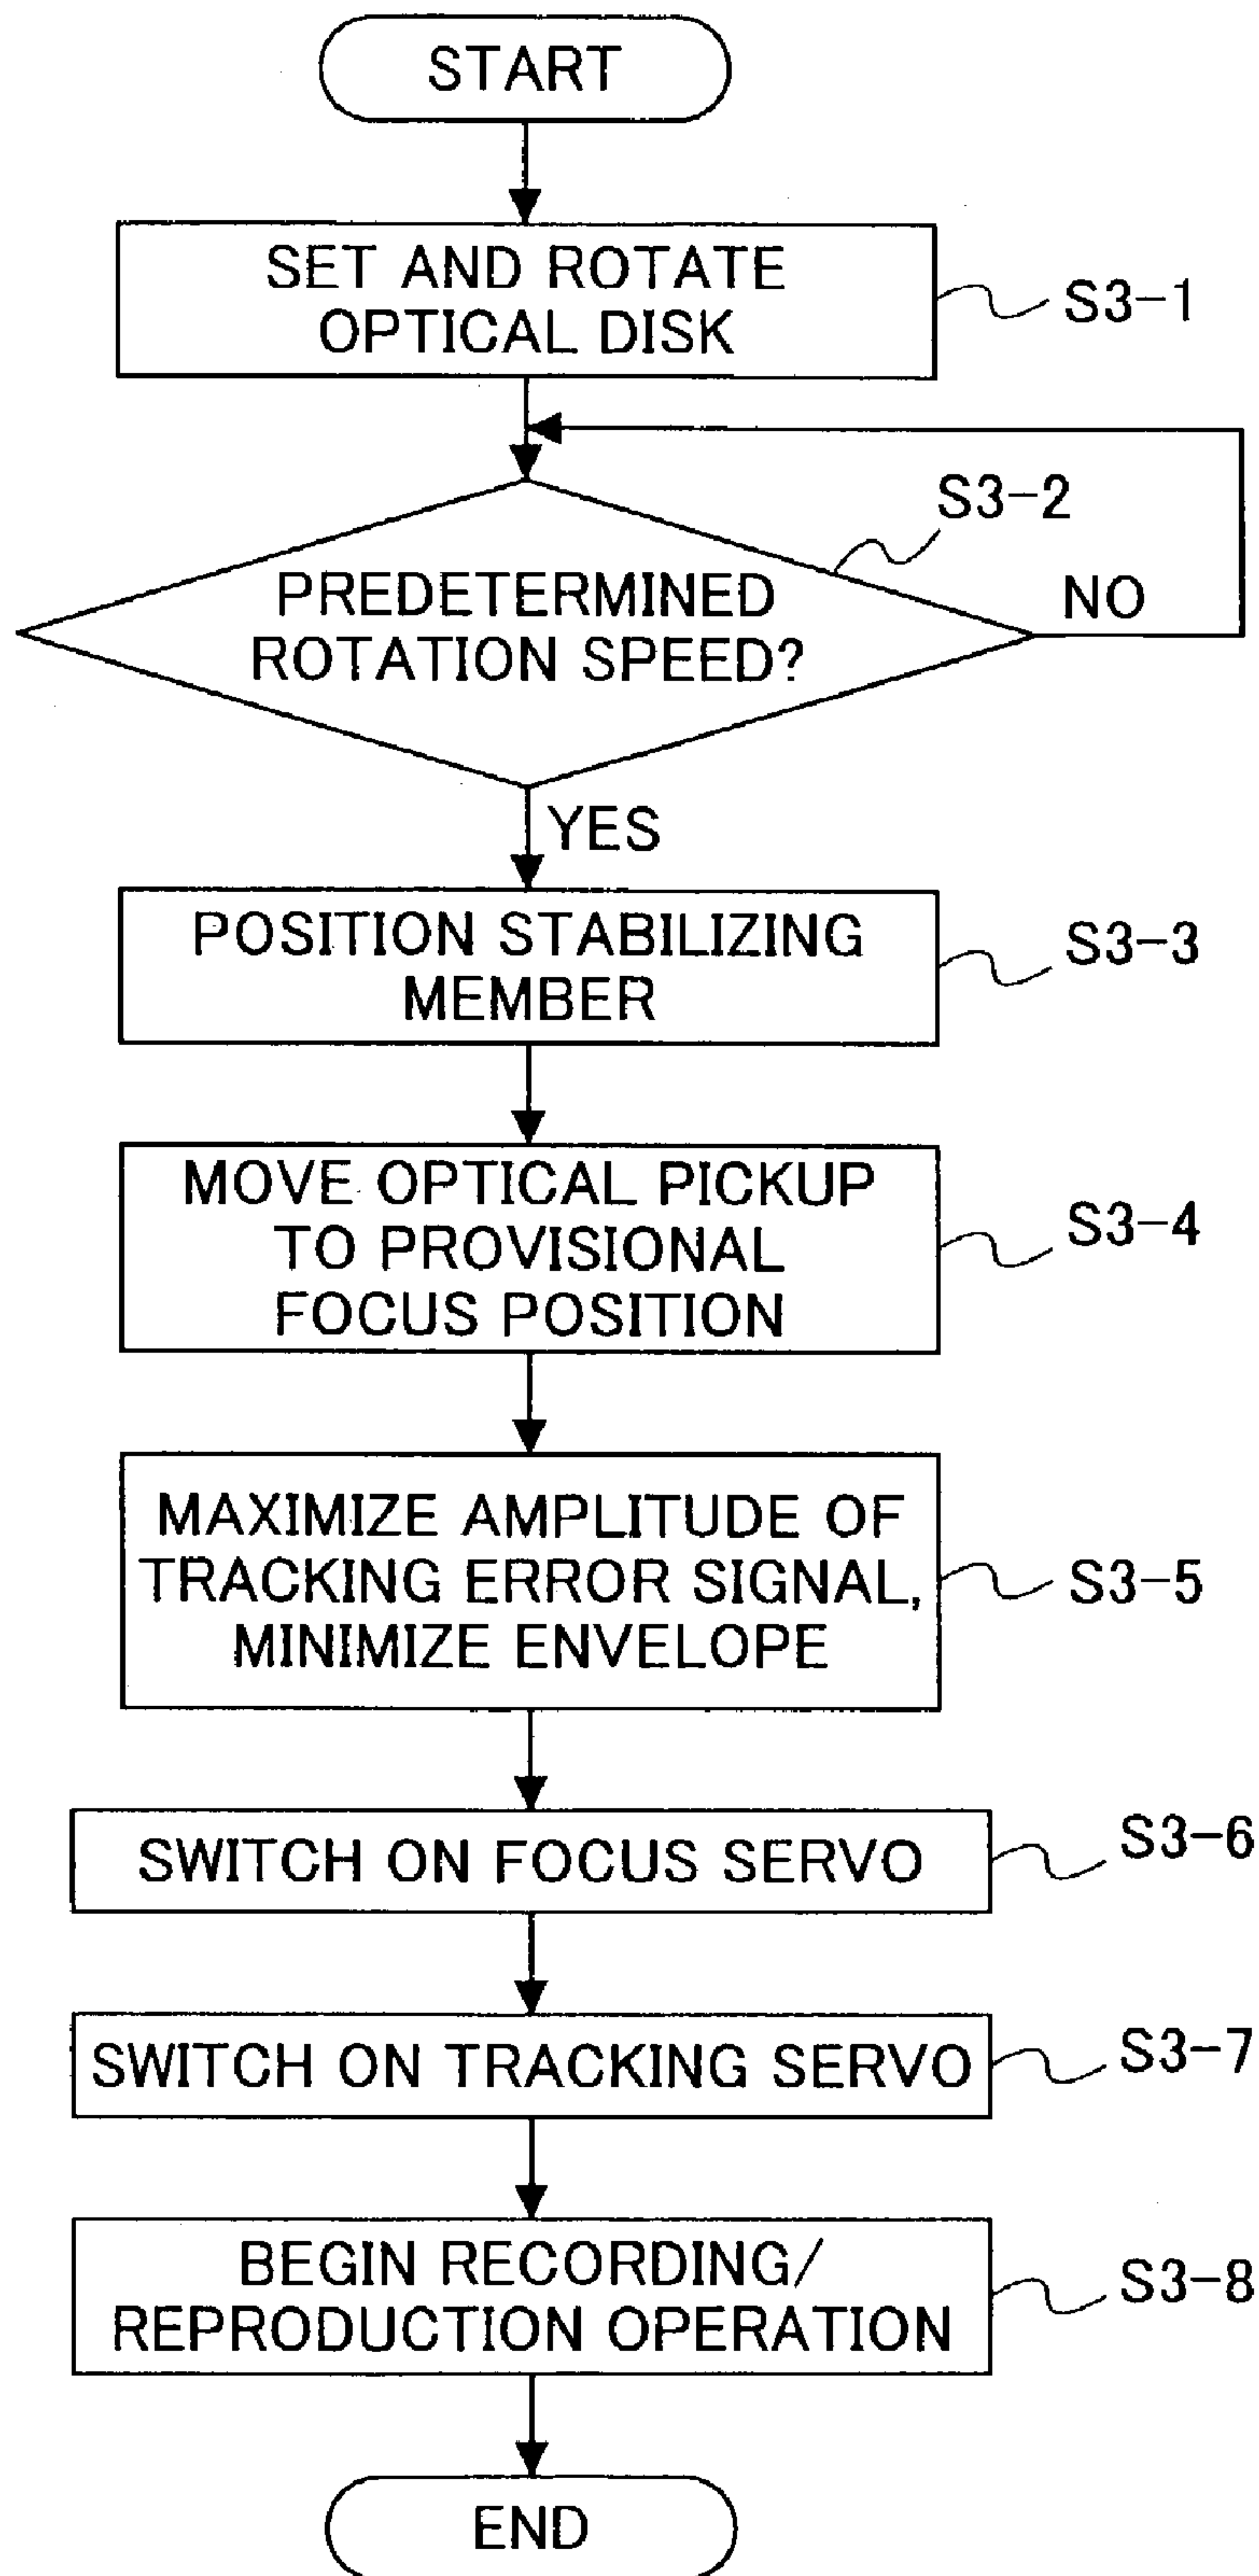 START
SET AND ROTATE
OPTICAL DISK
S3-1
S3-2
PREDETERMINED
ROTATION SPEED?
NO
YES
POSITION STABILIZING
MEMBER
S3-3
MOVE OPTICAL PICKUP
TO PROVISIONAL
FOCUS POSITION
S3-4
MAXIMIZE AMPLITUDE OF
TRACKING ERROR SIGNAL,
MINIMIZE ENVELOPE
S3-5
SWITCH ON FOCUS SERVO
S3-6
SWITCH ON TRACKING SERVO
S3-7
BEGIN RECORDING/
REPRODUCTION OPERATION
S3-8
END